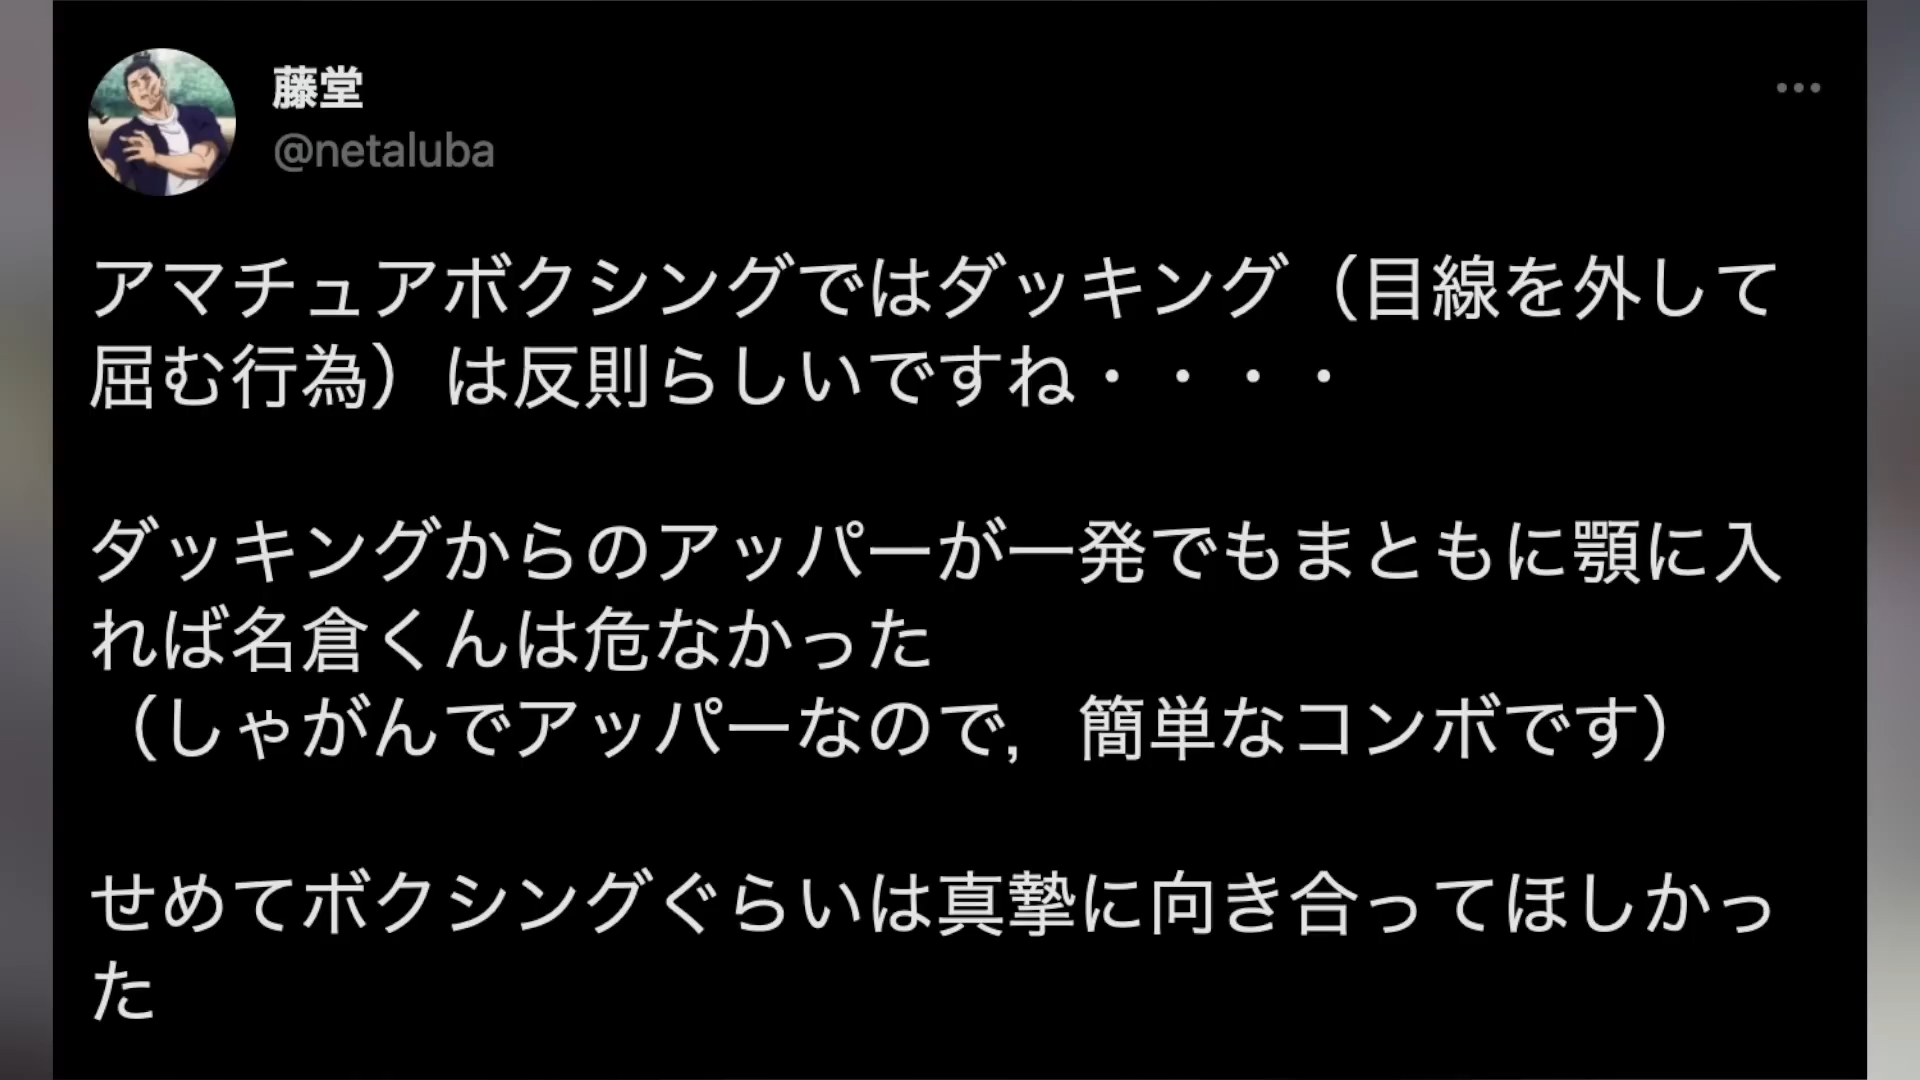 藤堂
@netaluba
アマチュアボクシングではダッキング（目線を外して
屈む行為）は反則らしいですね・・・・
ダッキングからのアッパーが一発でもまともに顎に入
れば名倉くんは危なかった
（しゃがんでアッパーなので，簡単なコンボです）
せめてボクシングぐらいは真摯に向き合ってほしかっ
た